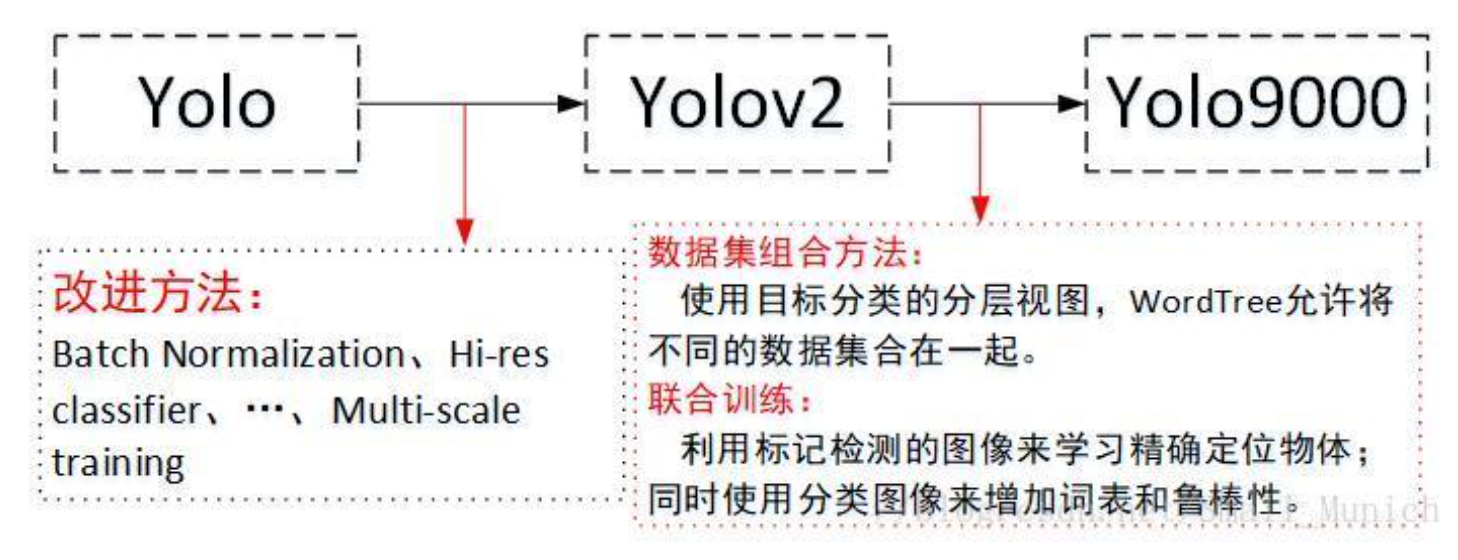 Yolo
Yolov2
Yolo9000
改进方法：
Batch Normalization、Hi-res
classifier、…、Multi-scale
training
数据集组合方法：
使用目标分类的分层视图，WordTree允许将
不同的数据集合在一起。
联合训练：
利用标记检测的图像来学习精确定位物体；
同时使用分类图像来增加词表和鲁棒性。